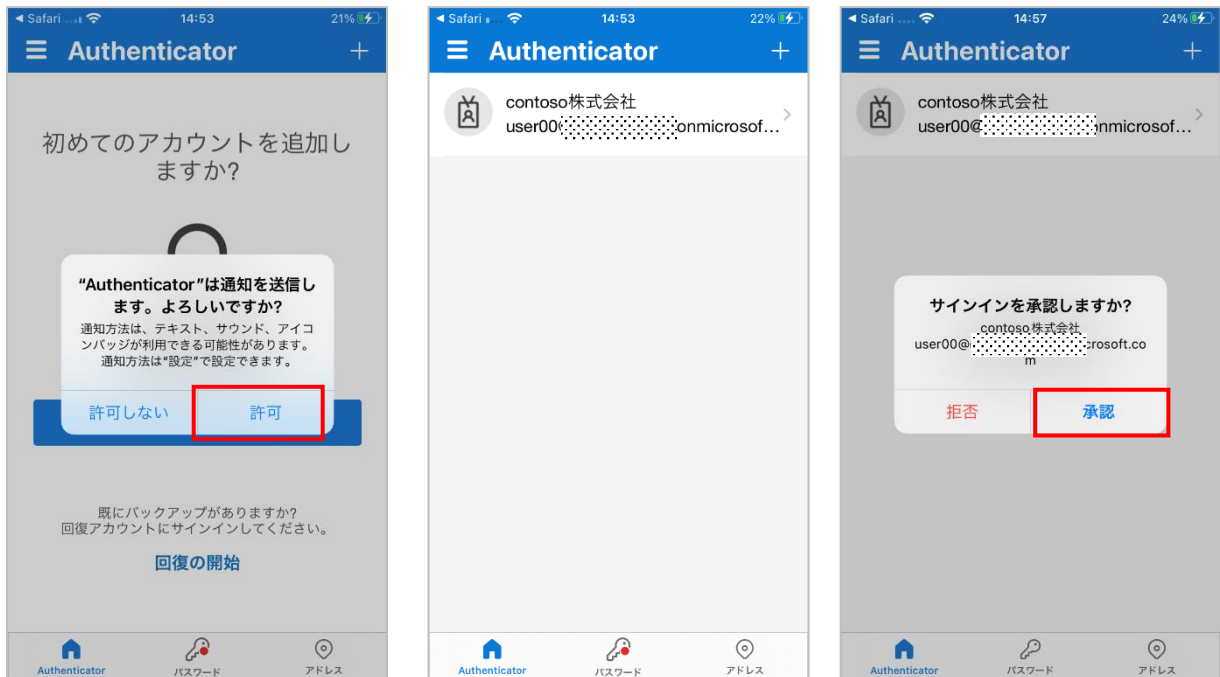 Safari
14:53
21%
Authenticator
初めてのアカウントを追加し
ますか?
“Authenticator”は通知を送信し
ます。よろしいですか?
通知方法は、テキスト、サウンド、アイコ
ンバッジが利用できる可能性があります。
通知方法は“設定”で設定できます。
許可しない
許可
既にバックアップがありますか?
回復アカウントにサインインしてください。
回復の開始
Authenticator
パスワード
アドレス
Safari
14:53
22%
Authenticator
contoso株式会社
user00 onmicrosof...
Authenticator
パスワード
アドレス
Safari
14:57
24%
Authenticator
contoso株式会社
user00@ nmicrosof...
サインインを承認しますか?
contoso株式会社
user00@ crosoft.co
m
拒否
承認
Authenticator
パスワード
アドレス